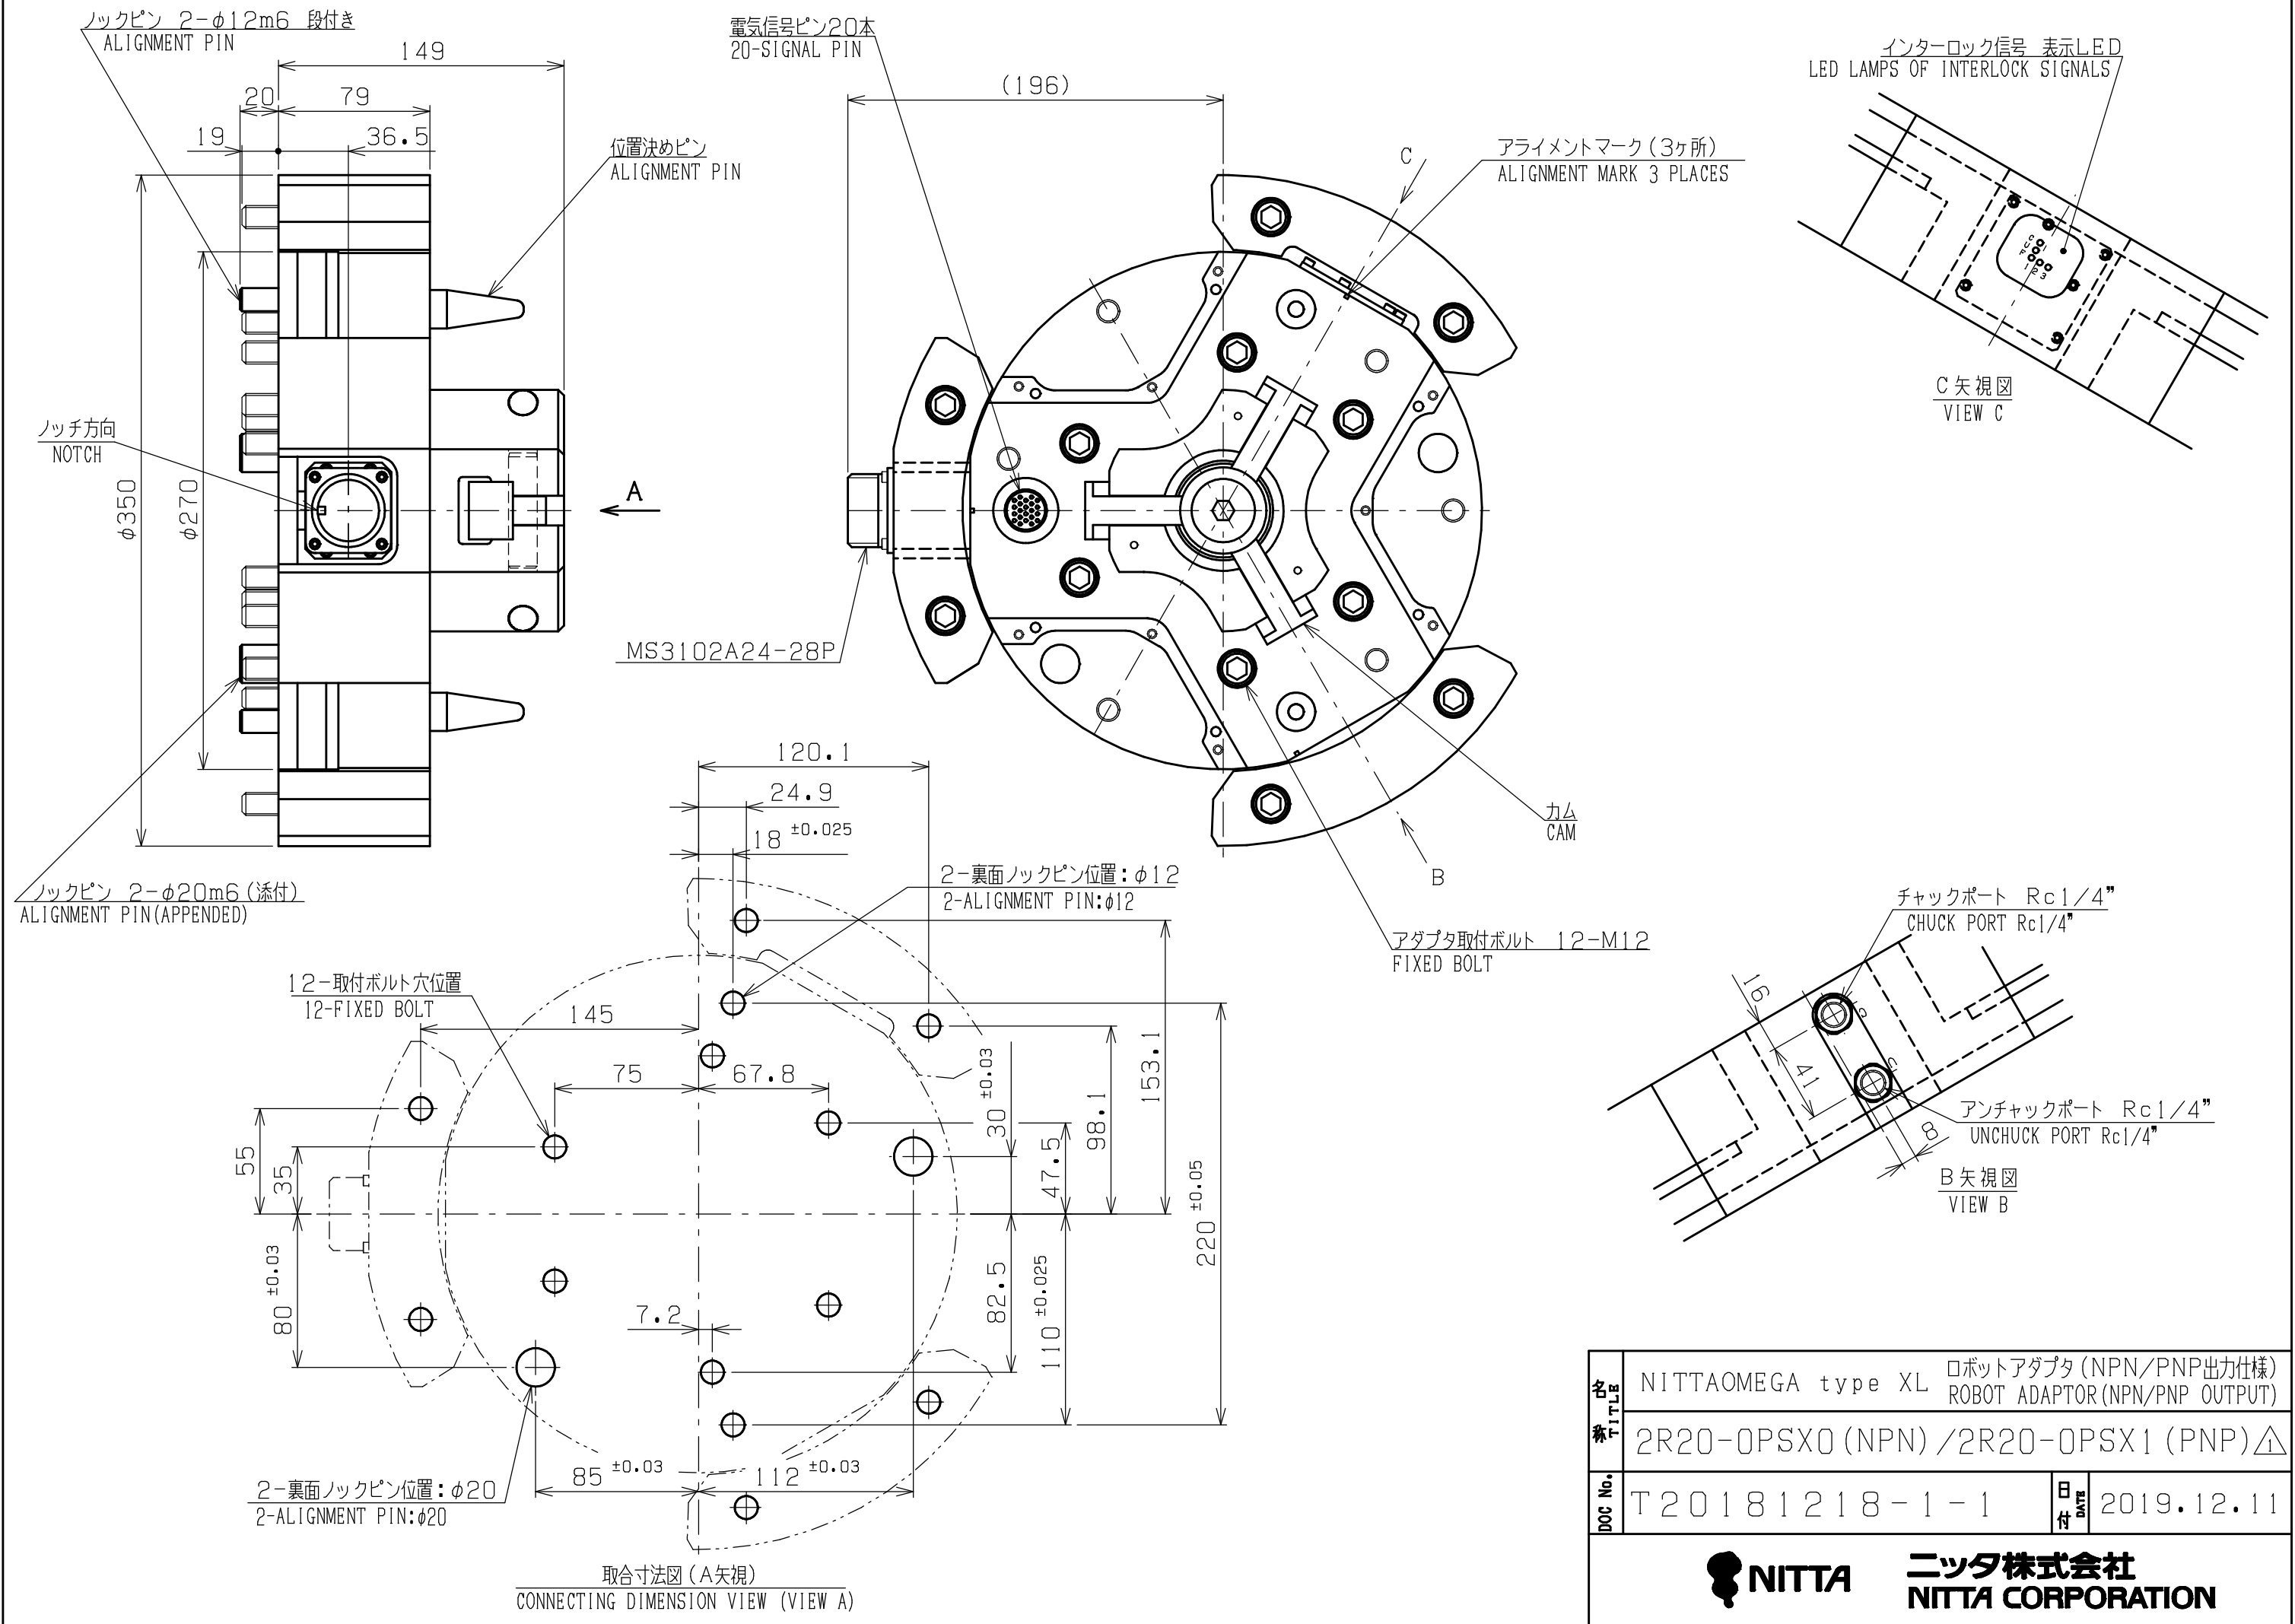 ノックピン 2-φ12m6 段付き
ALIGNMENT PIN
149
20
79
19
36.5
位置決めピン
ALIGNMENT PIN
φ350
φ270
ノッチ方向
NOTCH
A
ノックピン 2-φ20m6(添付)
ALIGNMENT PIN(APPENDED)
電気信号ピン20本
20-SIGNAL PIN
(196)
C
アライメントマーク(3ヶ所)
ALIGNMENT MARK 3 PLACES
MS3102A24-28P
カム
CAM
B
アダプタ取付ボルト 12-M12
FIXED BOLT
インターロック信号 表示LED
LED LAMPS OF INTERLOCK SIGNALS
C
U
F
1
1 2 3
C矢視図
VIEW C
チャックポート Rc1/4"
CHUCK PORT Rc1/4"
16
41
8
アンチャックポート Rc1/4"
UNCHUCK PORT Rc1/4"
B矢視図
VIEW B
120.1
24.9
18 ±0.025
2-裏面ノックピン位置:φ12
2-ALIGNMENT PIN:φ12
12-取付ボルト穴位置
12-FIXED BOLT
145
75
67.8
55
35
80 ±0.03
30 ±0.03
47.5
98.1
153.1
220 ±0.05
82.5
110 ±0.025
7.2
85 ±0.03
112 ±0.03
2-裏面ノックピン位置:φ20
2-ALIGNMENT PIN:φ20
取合寸法図(A矢視)
CONNECTING DIMENSION VIEW (VIEW A)
名称 TITLE
NITTAOMEGA type XL ロボットアダプタ(NPN/PNP出力仕様)
ROBOT ADAPTOR(NPN/PNP OUTPUT)
2R20-0PSX0(NPN)/2R20-0PSX1(PNP) 1
DOC No. T20181218-1-1 日付 DATE 2019.12.11
NITTA ニッタ株式会社
NITTA CORPORATION